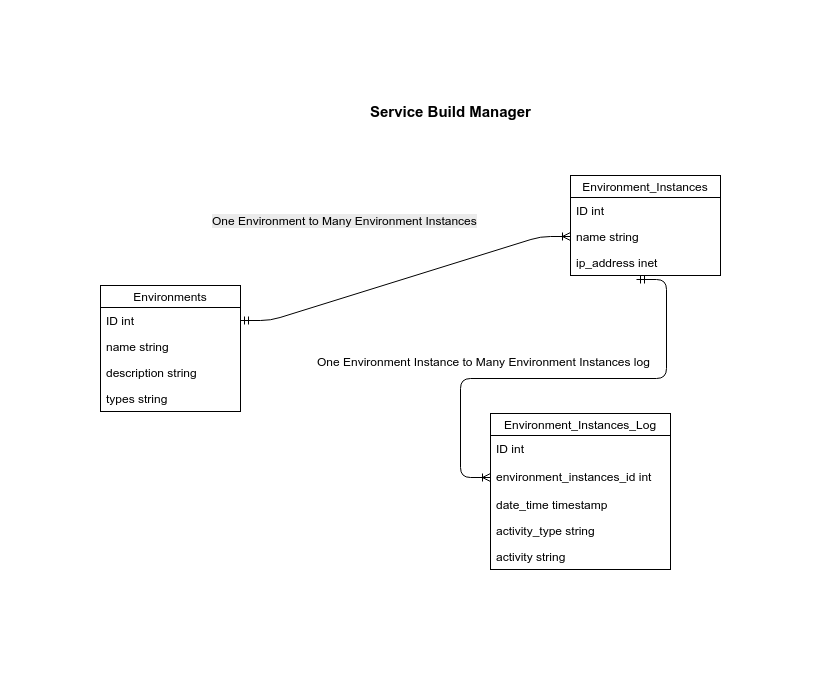 Service Build Manager
Environment_Instances
ID int
name string
ip_address inet
One Environment to Many Environment Instances
Environments
ID int
name string
description string
types string
One Environment Instance to Many Environment Instances log
Environment_Instances_Log
ID int
environment_instances_id int
date_time timestamp
activity_type string
activity string